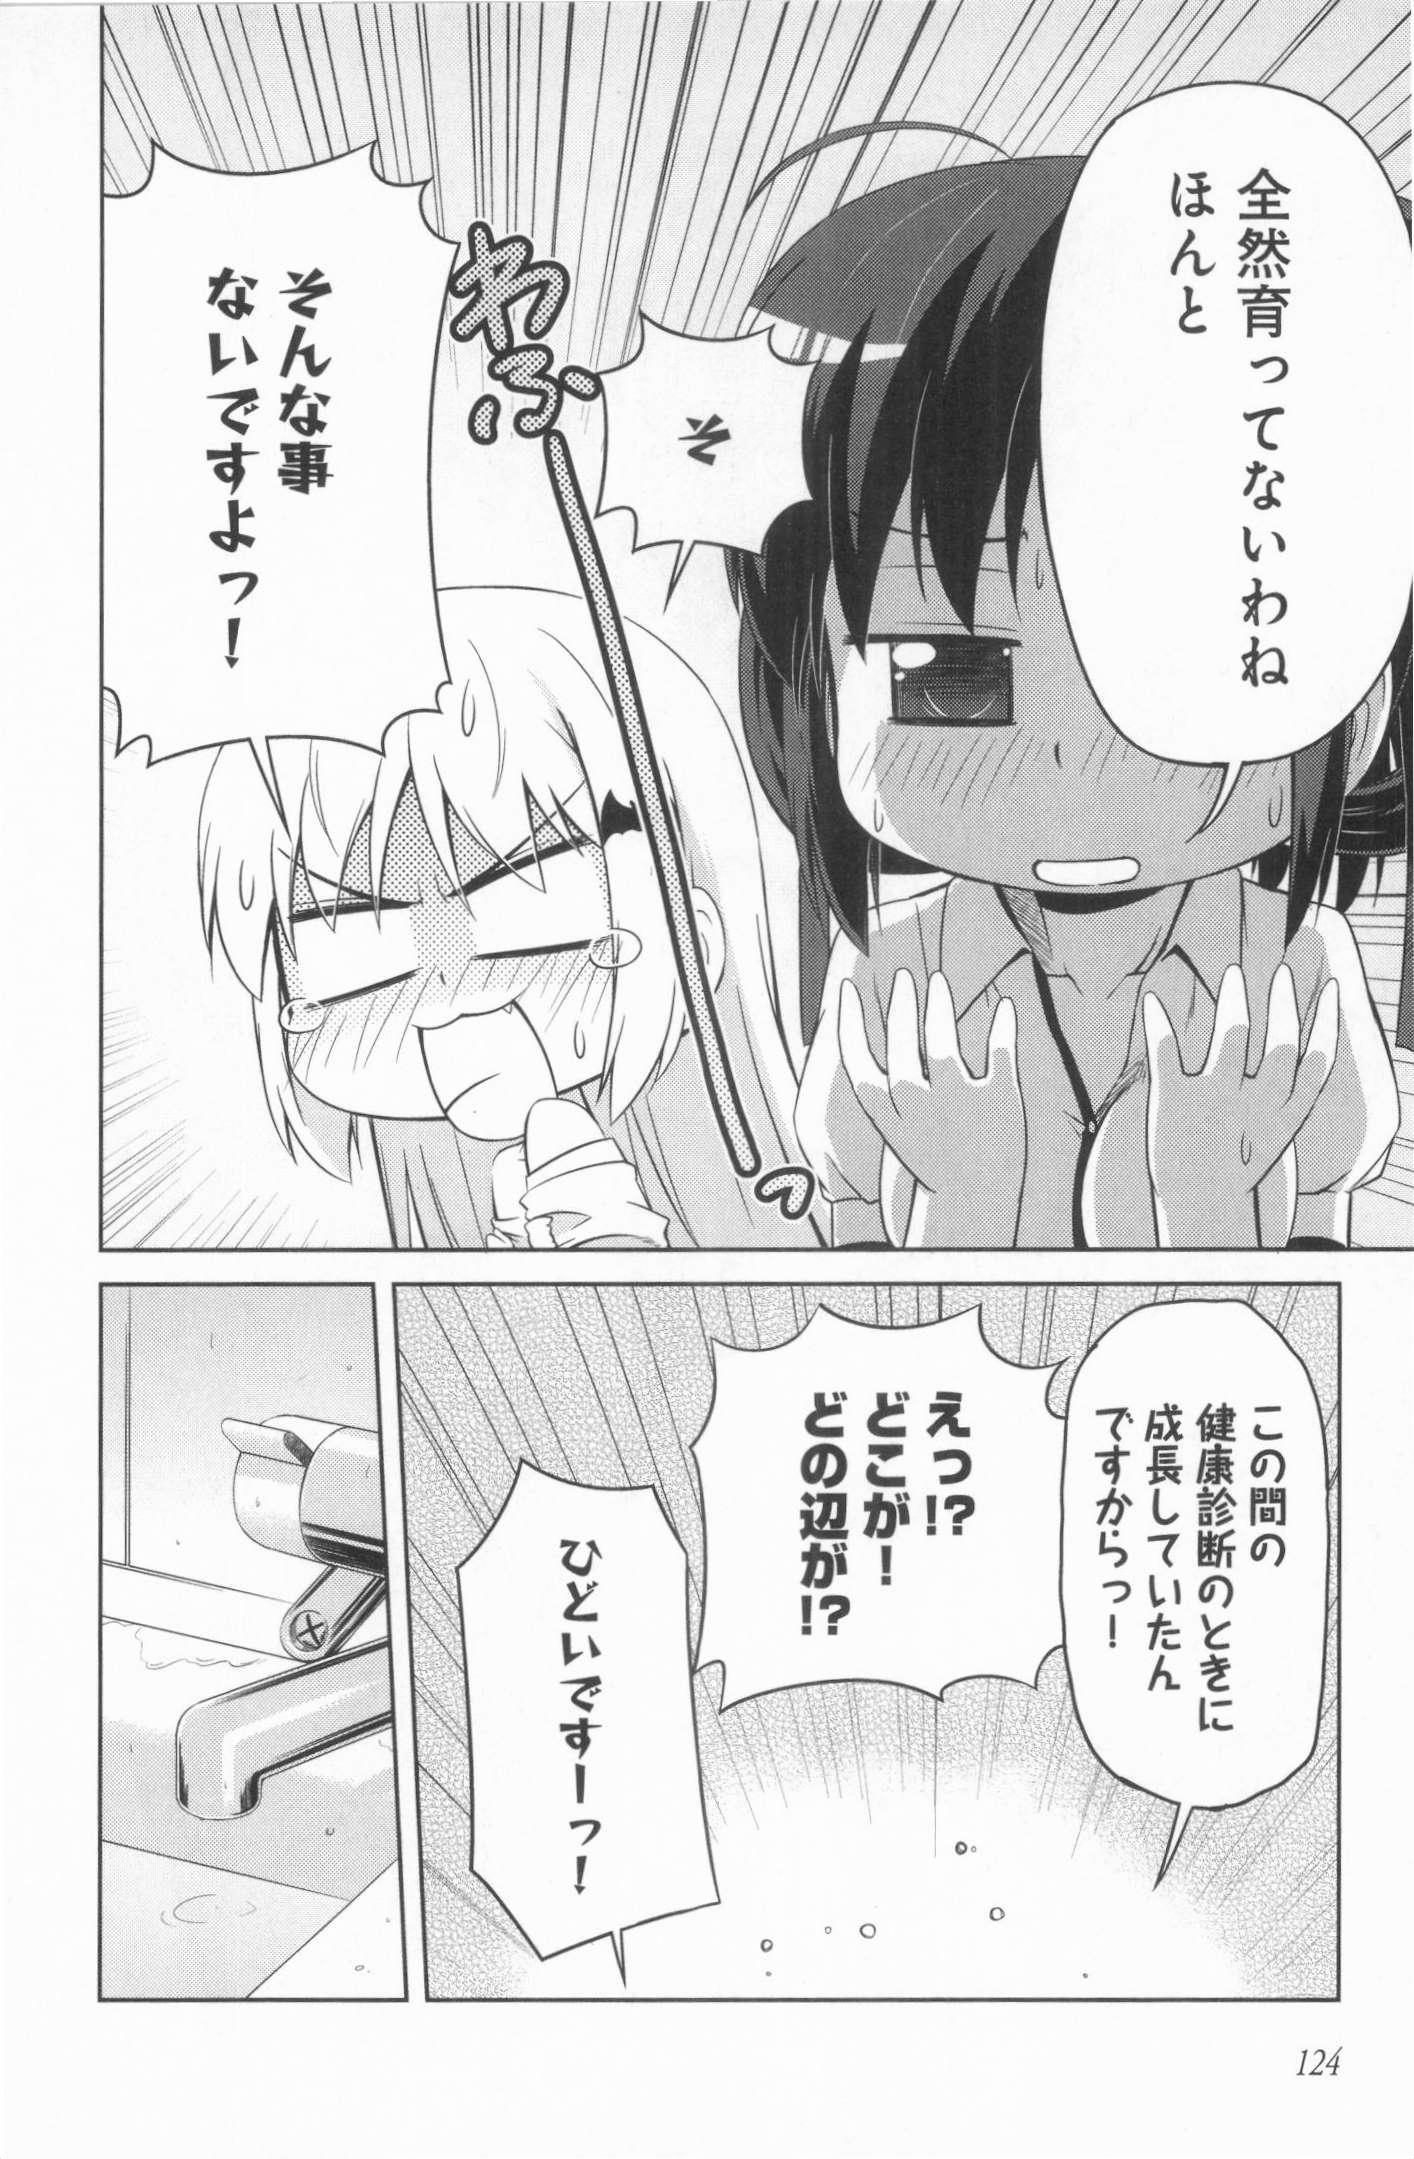 全然育ってないわね
ほんと
そ
わふーっ
そんな事
ないですよっ!
この間の
健康診断のときに
成長していたん
ですからっ!
えっ!?
どこが!
どの辺が!?
ひどいですーっ!
124